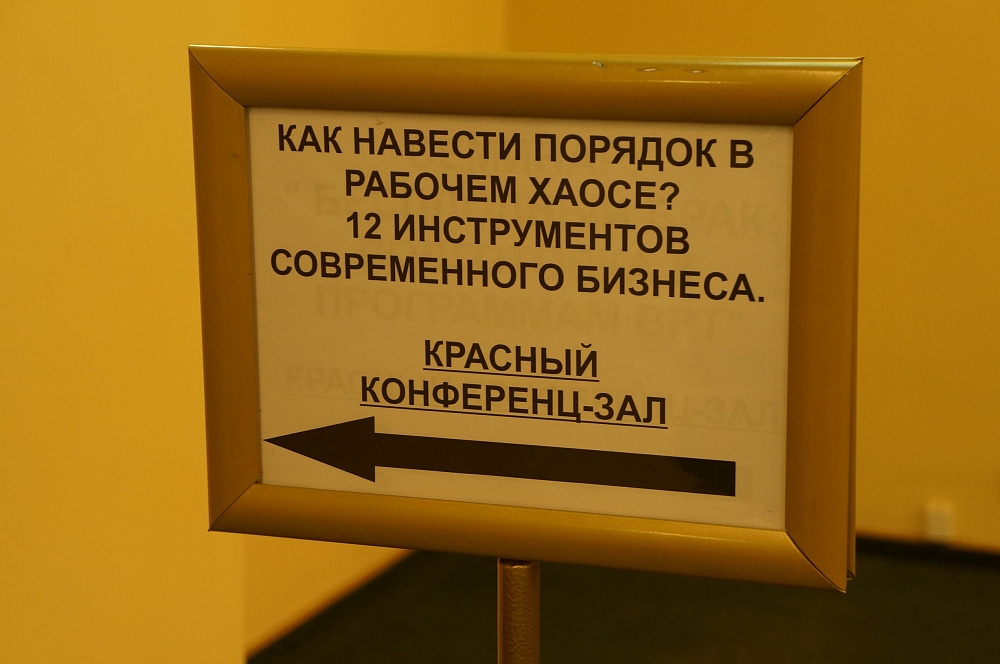 КАК НАВЕСТИ ПОРЯДОК В
РАБОЧЕМ ХАОСЕ?
12 ИНСТРУМЕНТОВ
СОВРЕМЕННОГО БИЗНЕСА.
КРАСНЫЙ
КОНФЕРЕНЦ-ЗАЛ